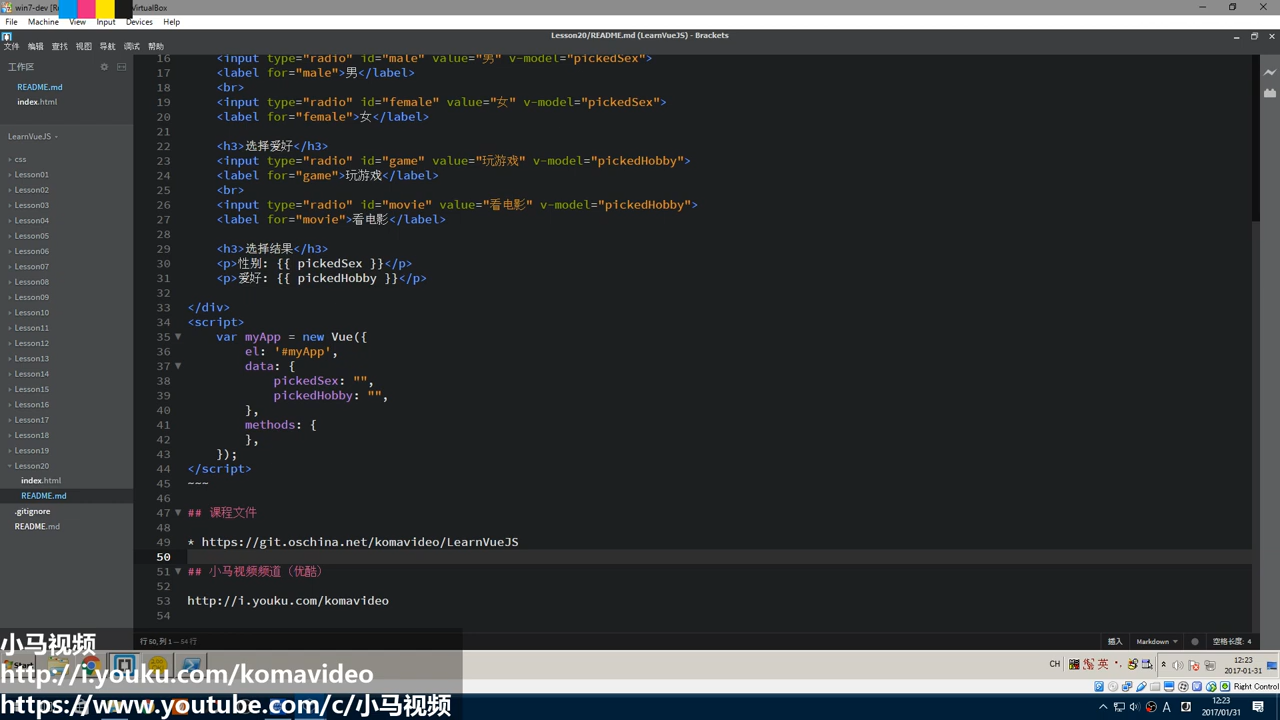 win7-dev [R
VirtualBox
File Machine View Input Devices Help
Lesson20/README.md (LearnVueJS) - Brackets
文件 编辑 查找 视图 导航 调试 帮助
工作区
README.md
index.html
LearnVueJS
css
Lesson01
Lesson02
Lesson03
Lesson04
Lesson05
Lesson06
Lesson07
Lesson08
Lesson09
Lesson10
Lesson11
Lesson12
Lesson13
Lesson14
Lesson15
Lesson16
Lesson17
Lesson18
Lesson19
Lesson20
index.html
README.md
.gitignore
README.md
16 <input type="radio" id="male" value="男" v-model="pickedSex">
17 <label for="male">男</label>
18 <br>
19 <input type="radio" id="female" value="女" v-model="pickedSex">
20 <label for="female">女</label>
21
22 <h3>选择爱好</h3>
23 <input type="radio" id="game" value="玩游戏" v-model="pickedHobby">
24 <label for="game">玩游戏</label>
25 <br>
26 <input type="radio" id="movie" value="看电影" v-model="pickedHobby">
27 <label for="movie">看电影</label>
28
29 <h3>选择结果</h3>
30 <p>性别: {{ pickedSex }}</p>
31 <p>爱好: {{ pickedHobby }}</p>
32
33 </div>
34 <script>
35 var myApp = new Vue({
36 el: '#myApp',
37 data: {
38 pickedSex: "",
39 pickedHobby: "",
40 },
41 methods: {
42 },
43 });
44 </script>
45 ~~~
46
47 ## 课程文件
48
49 * https://git.oschina.net/komavideo/LearnVueJS
50
51 ## 小马视频频道（优酷）
52
53 http://i.youku.com/komavideo
54
行 50, 列 1 — 54 行
插入 Markdown 空格长度: 4
小马视频
http://i.youku.com/komavideo
https://www.youtube.com/c/小马视频
Start
CH 英 12:23
2017-01-31
Right Control
A 12:23
2017/01/31